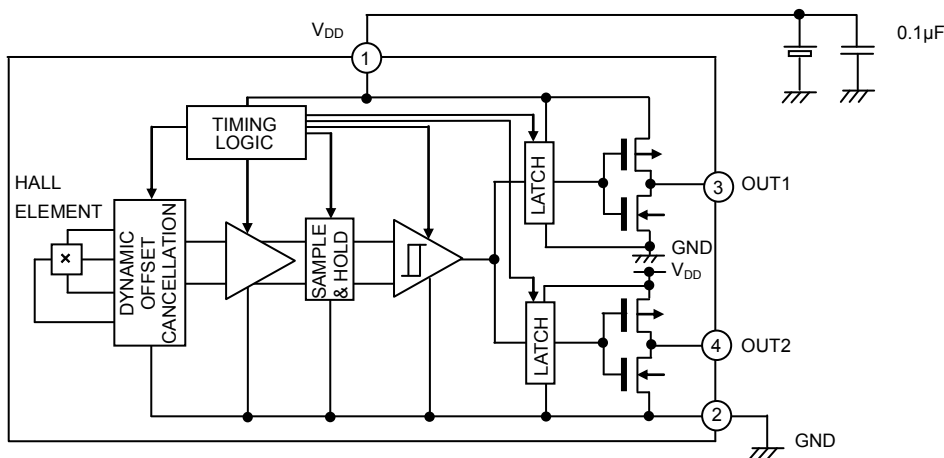 0.1µF
VDD
1
TIMING
LOGIC
HALL
ELEMENT
DYNAMIC
OFFSET
CANCELLATION
SAMPLE
& HOLD
LATCH
3
OUT1
GND
VDD
LATCH
4
OUT2
2
GND